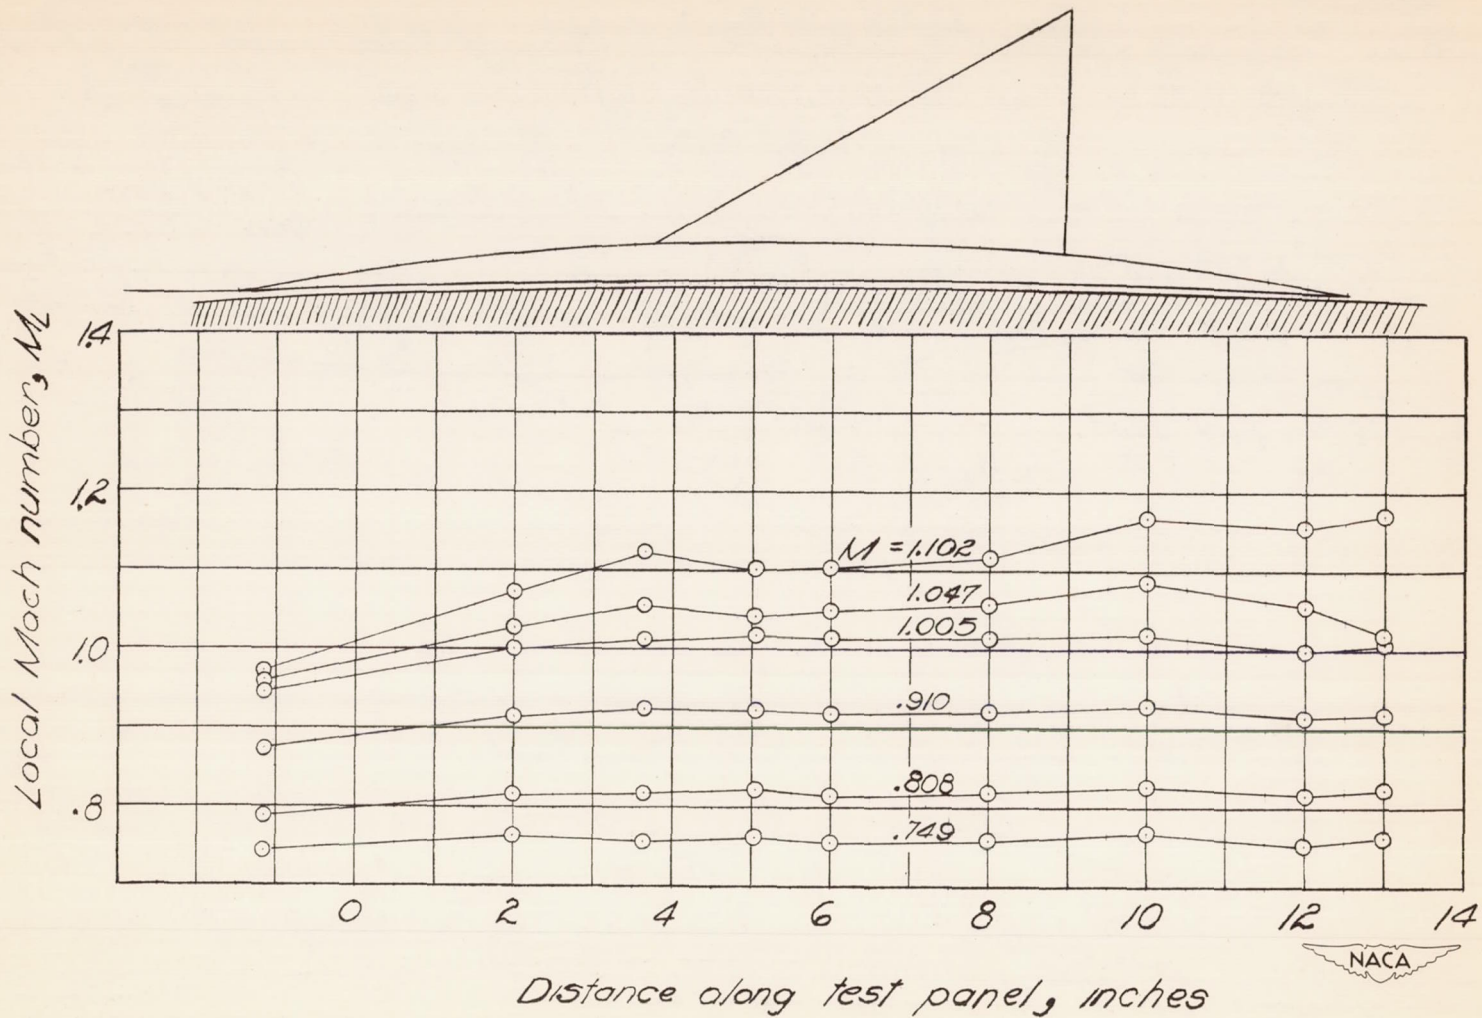 Local Mach number, M_L
1.4
1.2
1.0
.8
M = 1.102
1.047
1.005
.910
.808
.749
0 2 4 6 8 10 12 14
NACA
Distance along test panel, inches